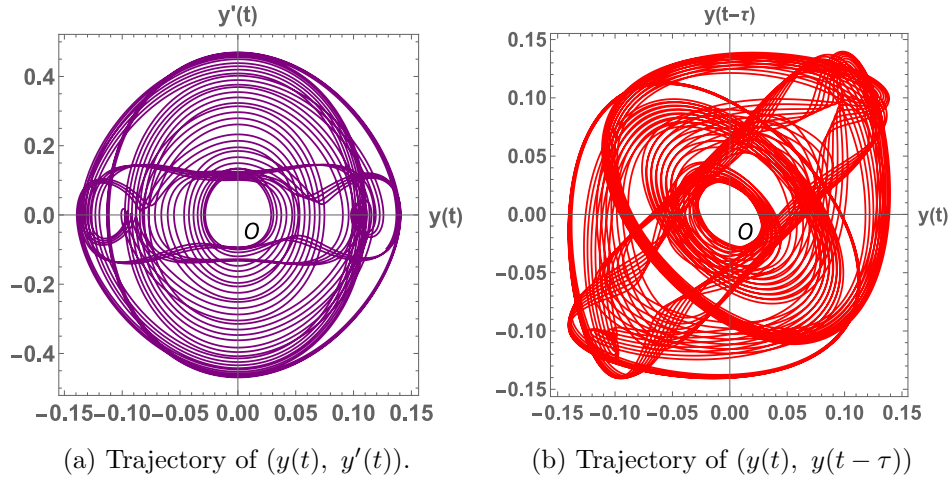 y'(t)
0.4
0.2
0.0
−0.2
−0.4
−0.15 −0.10 −0.05 0.00 0.05 0.10 0.15
y(t)
O
(a) Trajectory of (y(t), y′(t)).
y(t−τ)
0.15
0.10
0.05
0.00
−0.05
−0.10
−0.15
−0.15 −0.10 −0.05 0.00 0.05 0.10 0.15
y(t)
O
(b) Trajectory of (y(t), y(t − τ))